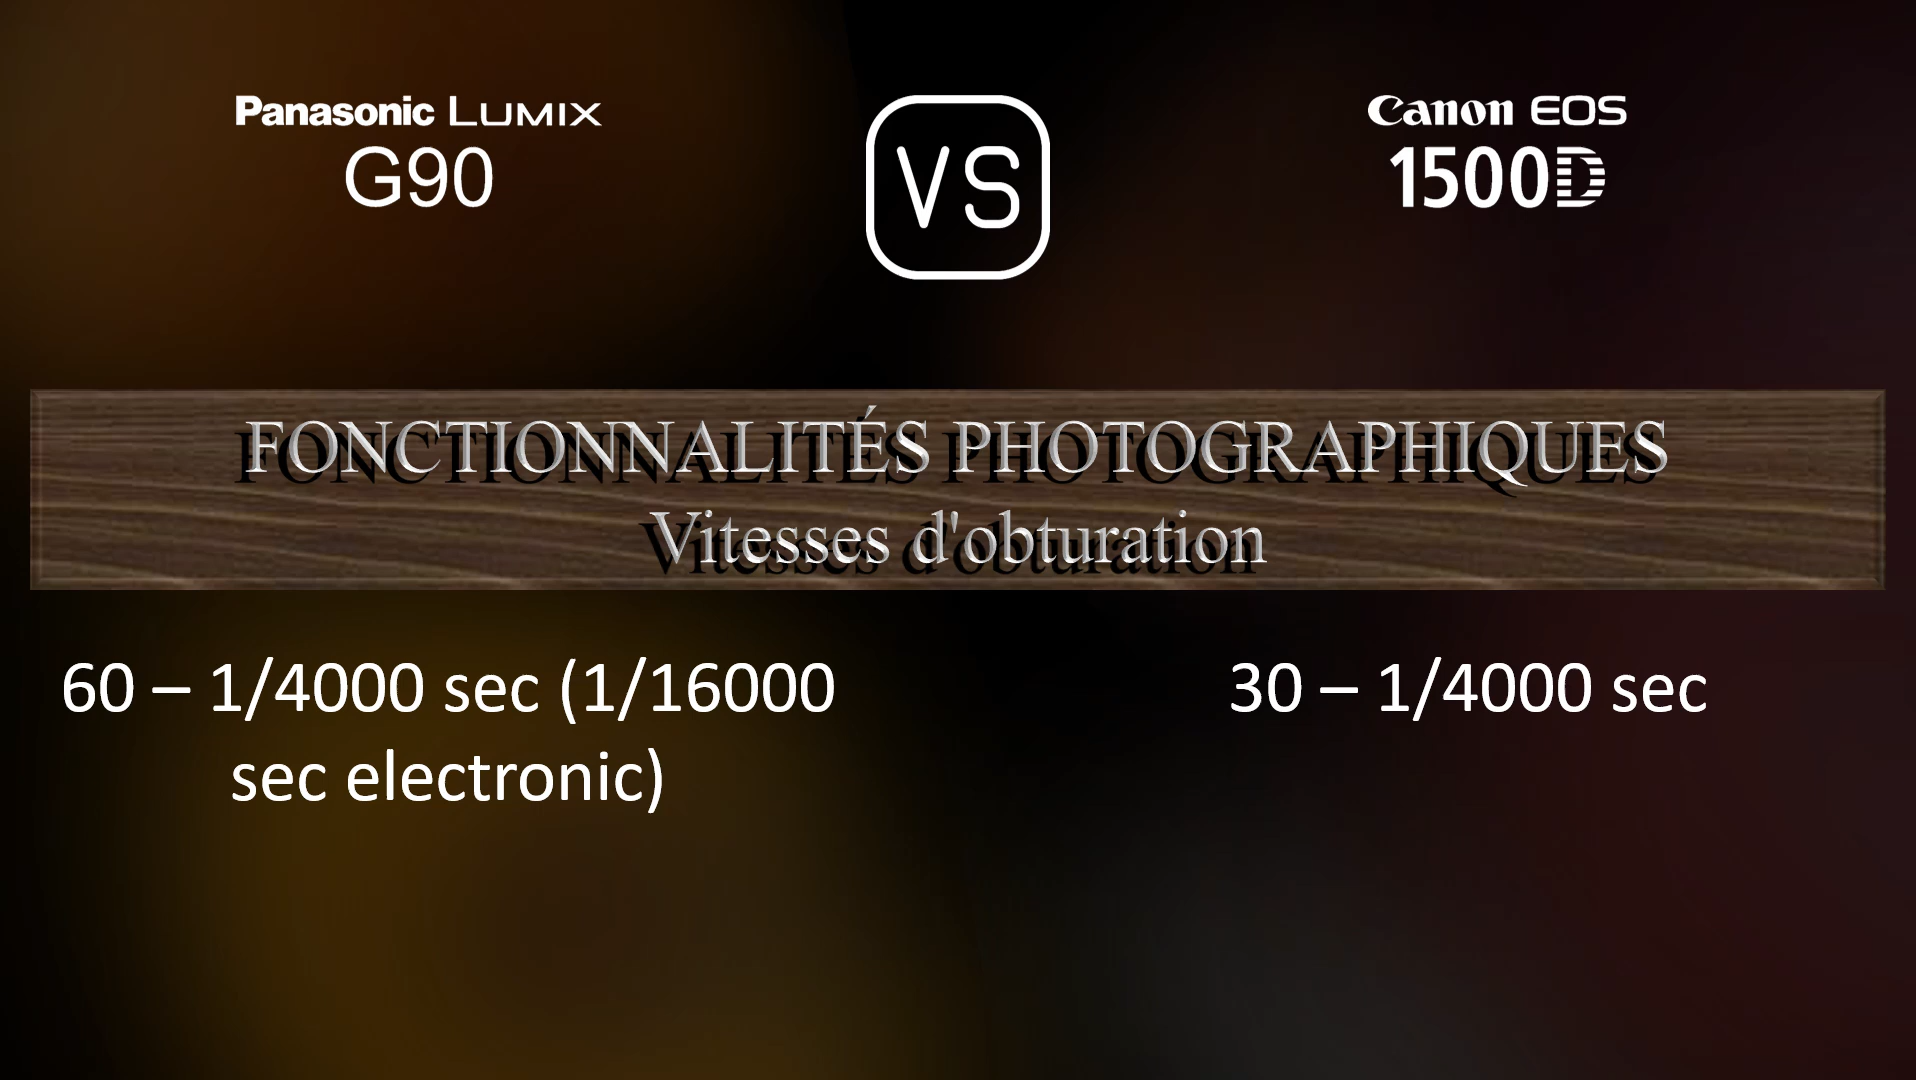 Panasonic LUMIX
G90
VS
Canon EOS
1500D
FONCTIONNALITÉS PHOTOGRAPHIQUES
Vitesses d'obturation
60 – 1/4000 sec (1/16000
sec electronic)
30 – 1/4000 sec